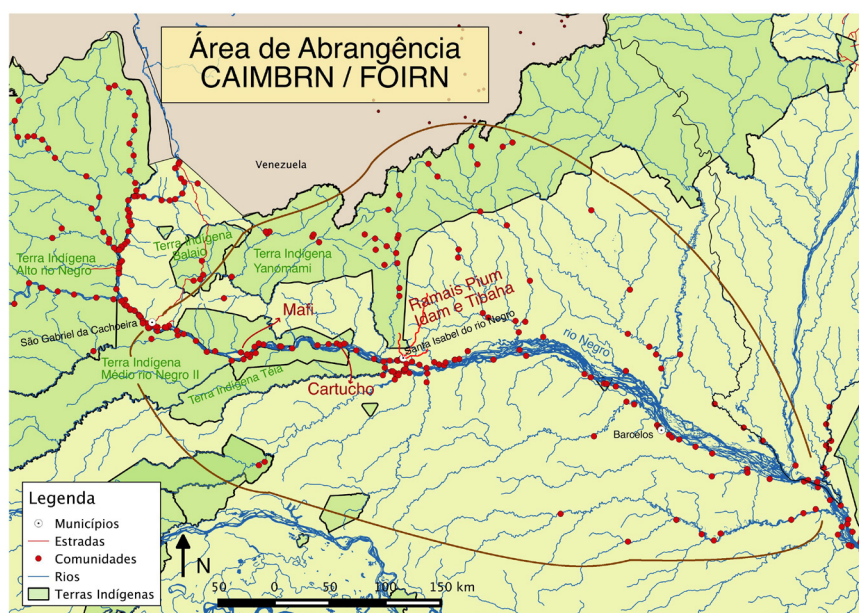 Área de Abrangência
CAIMBRN / FOIRN
Venezuela
Terra Indígena
Balaio
Terra Indígena
Alto rio Negro
Terra Indígena
Yanomami
Ramais Pium
Idam e Tibaha
Mafi
São Gabriel da Cachoeira
Santa Isabel do rio Negro
rio Negro
Terra Indígena
Médio rio Negro II
Terra Indígena Téia
Cartucho
Barcelos
Legenda
Municípios
Estradas
Comunidades
Rios
Terras Indígenas
N
50 0 50 100 150 km